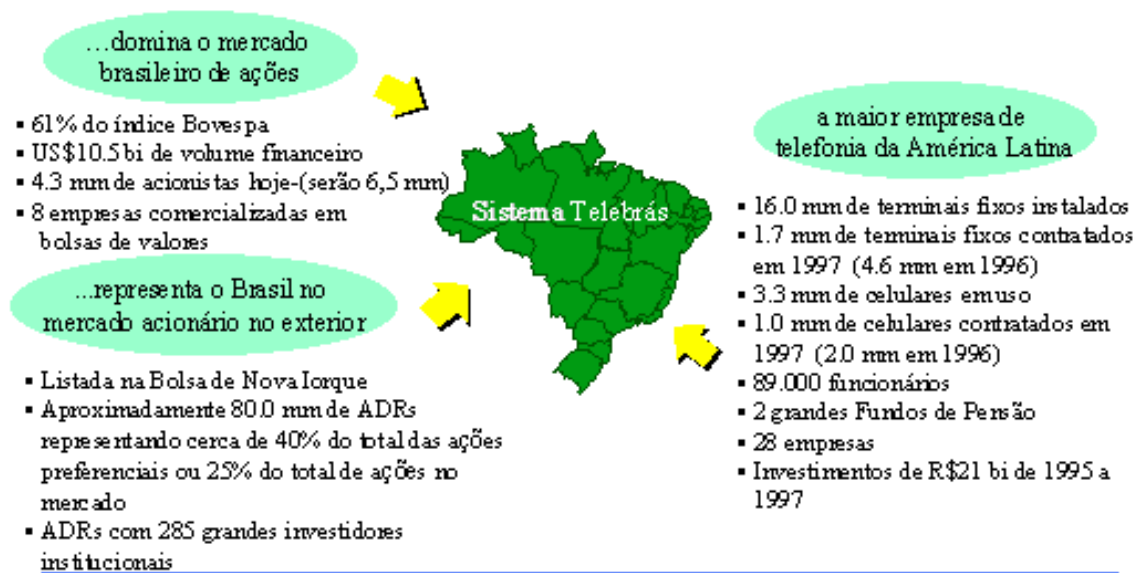 ...domina o mercado
brasileiro de ações
▪ 61% do índice Bovespa
▪ US$10.5 bi de volume financeiro
▪ 4.3 mm de acionistas hoje-(serão 6,5 mm)
▪ 8 empresas comercializadas em
bolsas de valores
...representa o Brasil no
mercado acionário no exterior
▪ Listada na Bolsa de Nova Iorque
▪ Aproximadamente 80.0 mm de ADRs
representando cerca de 40% do total das ações
preferenciais ou 25% do total de ações no
mercado
▪ ADRs com 285 grandes investidores
institucionais
Sistema Telebrás
a maior empresa de
telefonia da América Latina
▪ 16.0 mm de terminais fixos instalados
▪ 1.7 mm de terminais fixos contratados
em 1997 (4.6 mm em 1996)
▪ 3.3 mm de celulares em uso
▪ 1.0 mm de celulares contratados em
1997 (2.0 mm em 1996)
▪ 89.000 funcionários
▪ 2 grandes Fundos de Pensão
▪ 28 empresas
▪ Investimentos de R$21 bi de 1995 a
1997